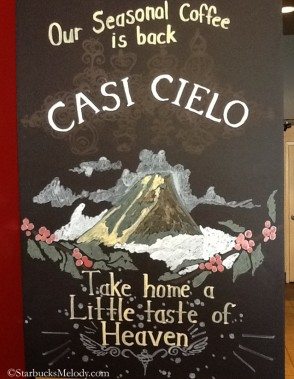 Our Seasonal Coffee
is back
CASI CIELO
Take home a
Little taste of
Heaven
©StarbucksMelody.com